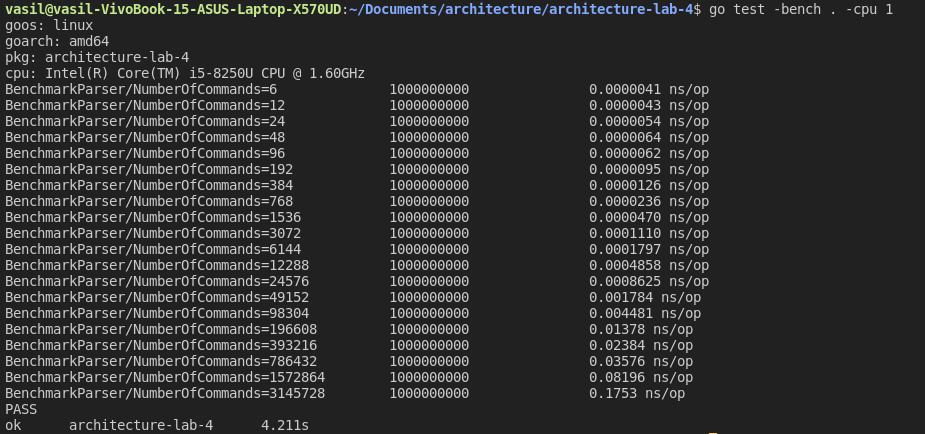 vasil@vasil-VivoBook-15-ASUS-Laptop-X570UD:~/Documents/architecture/architecture-lab-4$ go test -bench . -cpu 1
goos: linux
goarch: amd64
pkg: architecture-lab-4
cpu: Intel(R) Core(TM) i5-8250U CPU @ 1.60GHz
BenchmarkParser/NumberOfCommands=6 1000000000 0.0000041 ns/op
BenchmarkParser/NumberOfCommands=12 1000000000 0.0000043 ns/op
BenchmarkParser/NumberOfCommands=24 1000000000 0.0000054 ns/op
BenchmarkParser/NumberOfCommands=48 1000000000 0.0000064 ns/op
BenchmarkParser/NumberOfCommands=96 1000000000 0.0000062 ns/op
BenchmarkParser/NumberOfCommands=192 1000000000 0.0000095 ns/op
BenchmarkParser/NumberOfCommands=384 1000000000 0.0000126 ns/op
BenchmarkParser/NumberOfCommands=768 1000000000 0.0000236 ns/op
BenchmarkParser/NumberOfCommands=1536 1000000000 0.0000470 ns/op
BenchmarkParser/NumberOfCommands=3072 1000000000 0.0001110 ns/op
BenchmarkParser/NumberOfCommands=6144 1000000000 0.0001797 ns/op
BenchmarkParser/NumberOfCommands=12288 1000000000 0.0004858 ns/op
BenchmarkParser/NumberOfCommands=24576 1000000000 0.0008625 ns/op
BenchmarkParser/NumberOfCommands=49152 1000000000 0.001784 ns/op
BenchmarkParser/NumberOfCommands=98304 1000000000 0.004481 ns/op
BenchmarkParser/NumberOfCommands=196608 1000000000 0.01378 ns/op
BenchmarkParser/NumberOfCommands=393216 1000000000 0.02384 ns/op
BenchmarkParser/NumberOfCommands=786432 1000000000 0.03576 ns/op
BenchmarkParser/NumberOfCommands=1572864 1000000000 0.08196 ns/op
BenchmarkParser/NumberOfCommands=3145728 1000000000 0.1753 ns/op
PASS
ok architecture-lab-4 4.211s